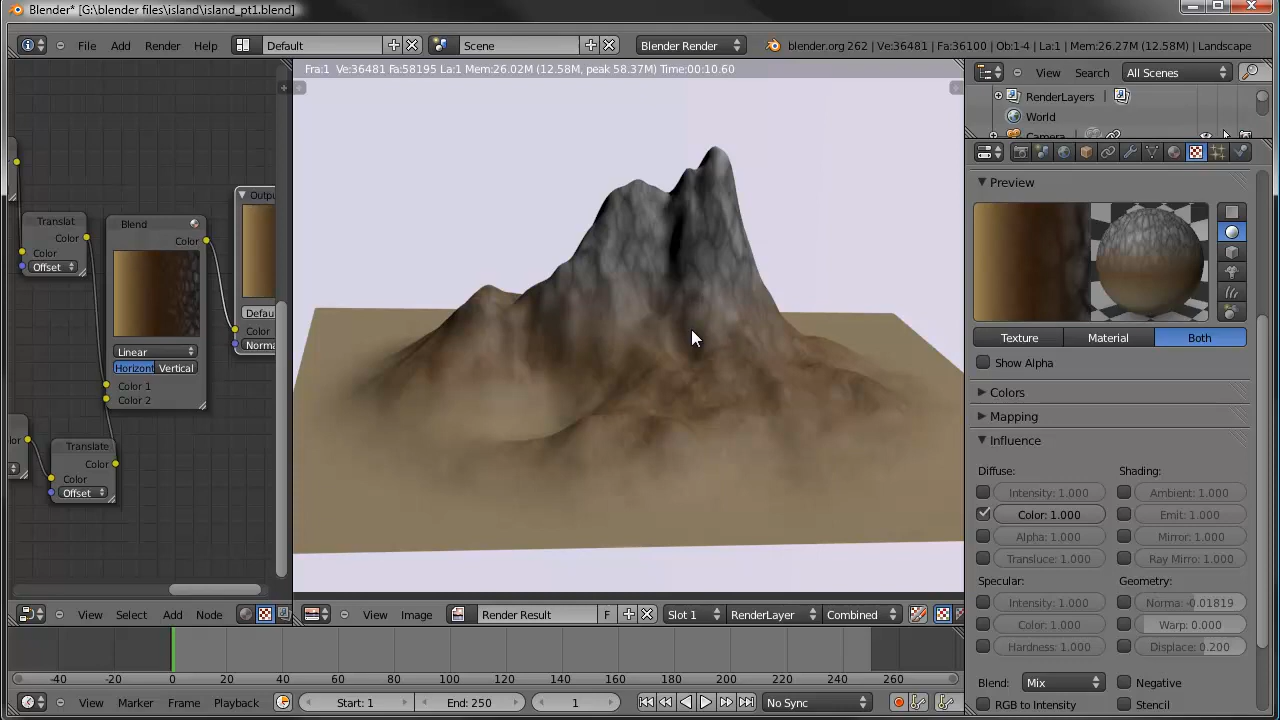 Blender* [G:\blender files\island\island_pt1.blend]
File Add Render Help Default Scene Blender Render blender.org 262 | Ve:36481 | Fa:36100 | Ob:1-4 | La:1 | Mem:26.27M (12.58M) | Landscape
Fra:1 Ve:36481 Fa:58195 La:1 Mem:26.02M (12.58M, peak 58.37M) Time:00:10.60
View Search All Scenes
RenderLayers |
World
Camera
Preview
Texture Material Both
Show Alpha
Colors
Mapping
Influence
Diffuse: Shading:
Intensity: 1.000 Ambient: 1.000
Color: 1.000 Emit: 1.000
Alpha: 1.000 Mirror: 1.000
Transluce: 1.000 Ray Mirro: 1.000
Specular: Geometry:
Intensity: 1.000 Norma: -0.01819
Color: 1.000 Warp: 0.000
Hardness: 1.000 Displace: 0.200
Blend: Mix Negative
RGB to Intensity Stencil
Translat
Color
Color
Offset
Blend
Color
Linear
Horizont Vertical
Color 1
Color 2
Outpu
Defau
Color
Norma
Translate
Color
Color
Offset
View Select Add Node
View Image Render Result F Slot 1 RenderLayer Combined
-40 -20 0 20 40 60 80 100 120 140 160 180 200 220 240 260
View Marker Frame Playback Start: 1 End: 250 1 No Sync